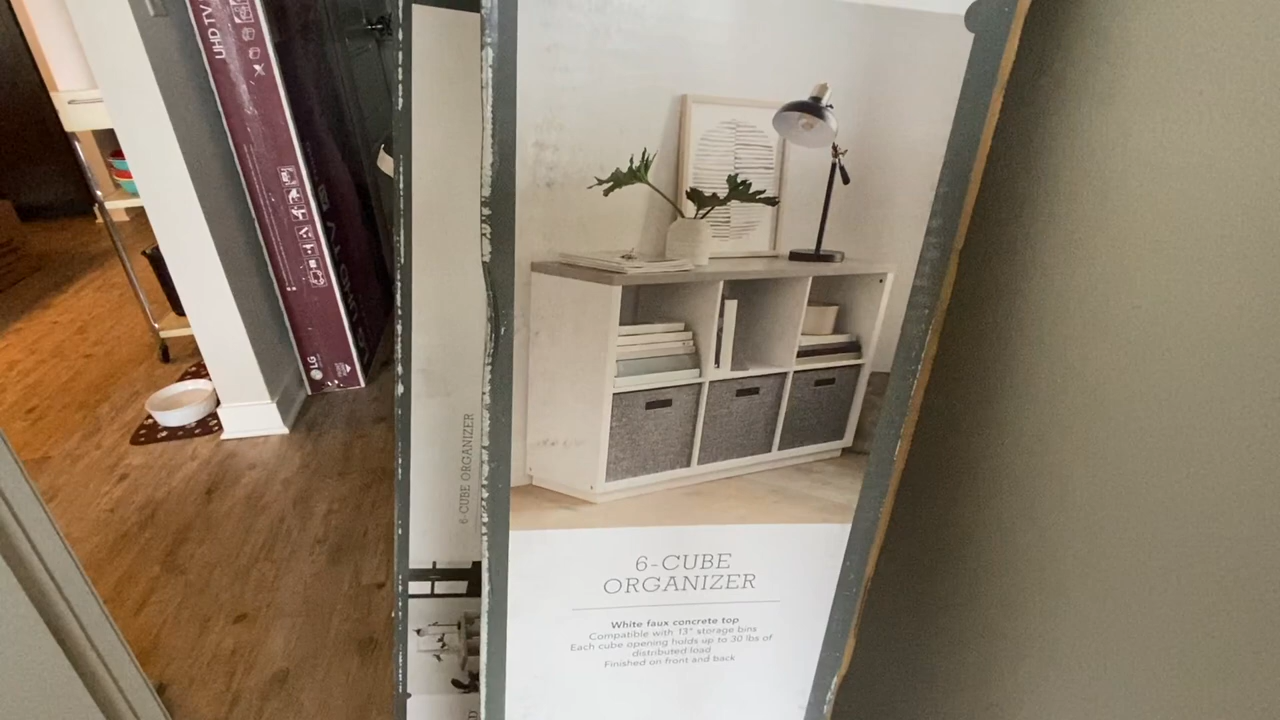 UHD TV
LG
6-CUBE ORGANIZER
6-CUBE
ORGANIZER
White faux concrete top
Compatible with 13" storage bins
Each cube opening holds up to 30 lbs of
distributed load
Finished on front and back